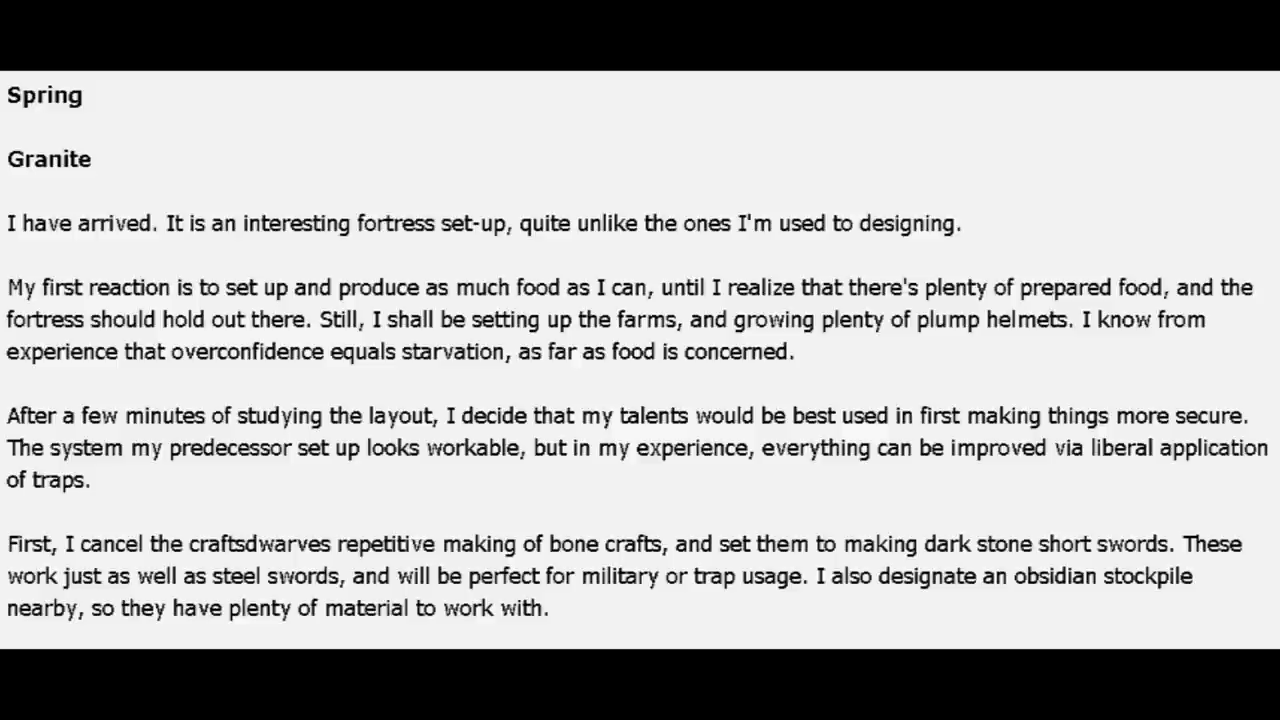 Spring
Granite
I have arrived. It is an interesting fortress set-up, quite unlike the ones I'm used to designing.
My first reaction is to set up and produce as much food as I can, until I realize that there's plenty of prepared food, and the
fortress should hold out there. Still, I shall be setting up the farms, and growing plenty of plump helmets. I know from
experience that overconfidence equals starvation, as far as food is concerned.
After a few minutes of studying the layout, I decide that my talents would be best used in first making things more secure.
The system my predecessor set up looks workable, but in my experience, everything can be improved via liberal application
of traps.
First, I cancel the craftsdwarves repetitive making of bone crafts, and set them to making dark stone short swords. These
work just as well as steel swords, and will be perfect for military or trap usage. I also designate an obsidian stockpile
nearby, so they have plenty of material to work with.